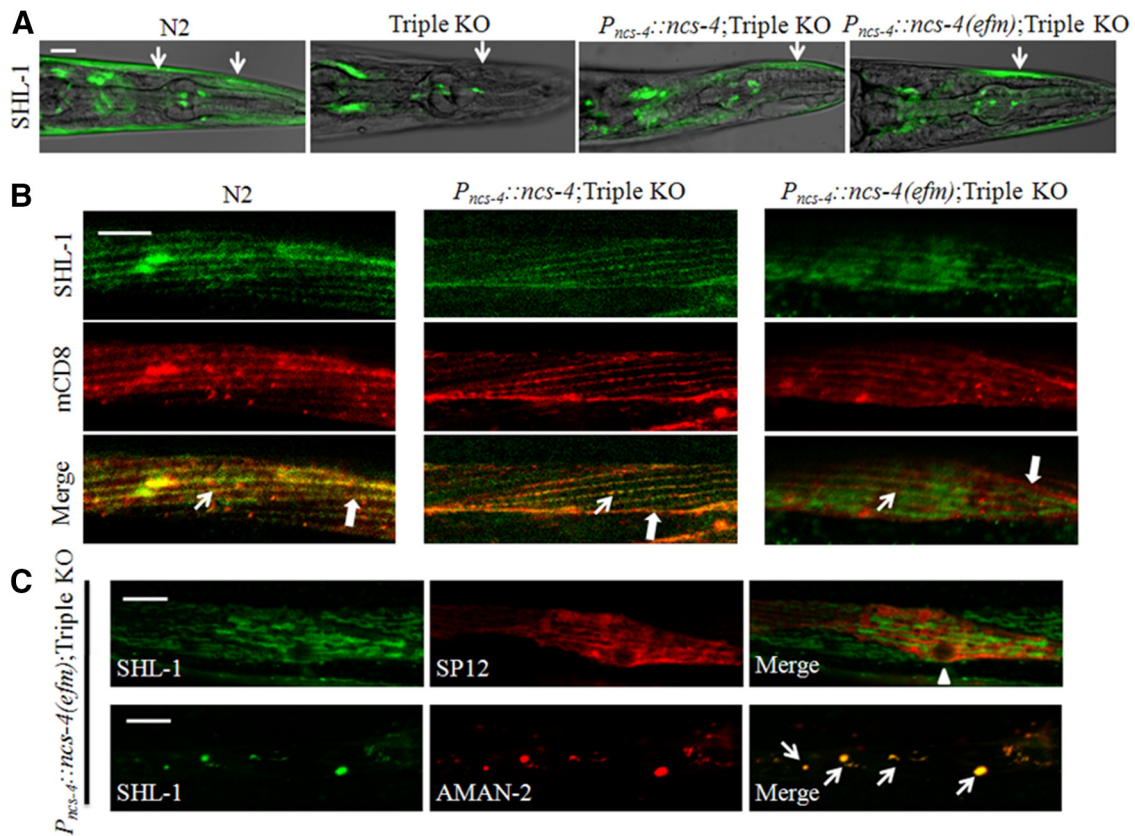 A
N2
Triple KO
Pncs-4::ncs-4;Triple KO
Pncs-4::ncs-4(efm);Triple KO
SHL-1
B
N2
Pncs-4::ncs-4;Triple KO
Pncs-4::ncs-4(efm);Triple KO
SHL-1
mCD8
Merge
C
Pncs-4::ncs-4(efm);Triple KO
SHL-1
SP12
Merge
SHL-1
AMAN-2
Merge